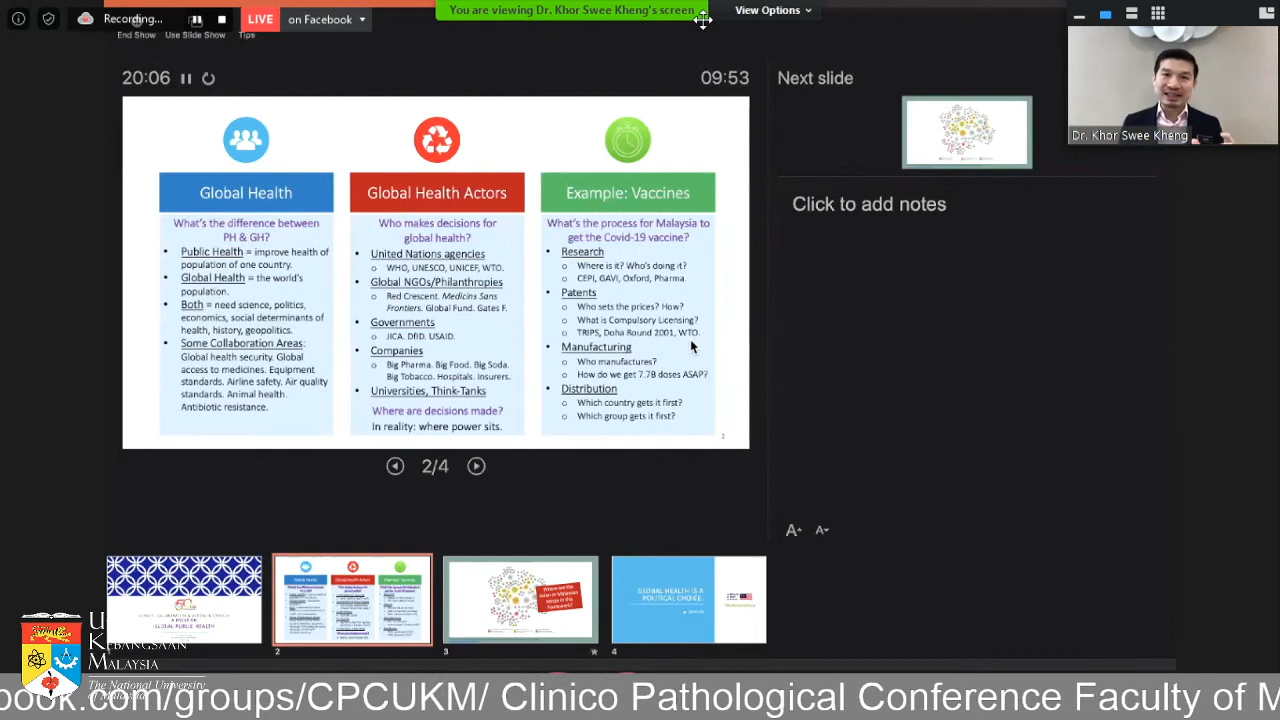 Recording...
LIVE
on Facebook
You are viewing Dr. Khor Swee Kheng's screen
View Options
End Show
Use Slide Show
Tips
20:06
09:53
Next slide
Dr. Khor Swee Kheng
Click to add notes
Global Health
What's the difference between
PH & GH?
• Public Health = improve health of
population of one country.
• Global Health = the world's
population.
• Both = need science, politics,
economics, social determinants of
health, history, geopolitics.
• Some Collaboration Areas:
Global health security. Global
access to medicines. Equipment
standards. Airline safety. Air quality
standards. Animal health.
Antibiotic resistance.
Global Health Actors
Who makes decisions for
global health?
• United Nations agencies
o WHO, UNESCO, UNICEF, WTO.
• Global NGOs/Philanthropies
o Red Crescent. Medicins Sans
Frontiers. Global Fund. Gates F.
• Governments
o JICA. DfID. USAID.
• Companies
o Big Pharma. Big Food. Big Soda.
Big Tobacco. Hospitals. Insurers.
• Universities, Think-Tanks
Where are decisions made?
In reality: where power sits.
Example: Vaccines
What's the process for Malaysia to
get the Covid-19 vaccine?
• Research
o Where is it? Who's doing it?
o CEPI, GAVI, Oxford, Pharma.
• Patents
o Who sets the prices? How?
o What is Compulsory Licensing?
o TRIPS, Doha Round 2001, WTO.
• Manufacturing
o Who manufactures?
o How do we get 7.7B doses ASAP?
• Distribution
o Which country gets it first?
o Which group gets it first?
2
2/4
A
A
GLOBAL PUBLIC HEALTH
Where are the
GLOBAL HEALTH IS A
POLITICAL CHOICE.
2
3
4
U
KEBANGSAAN
MALAYSIA
The National University
book.com/groups/CPCUKM/ Clinico Pathological Conference Faculty of M